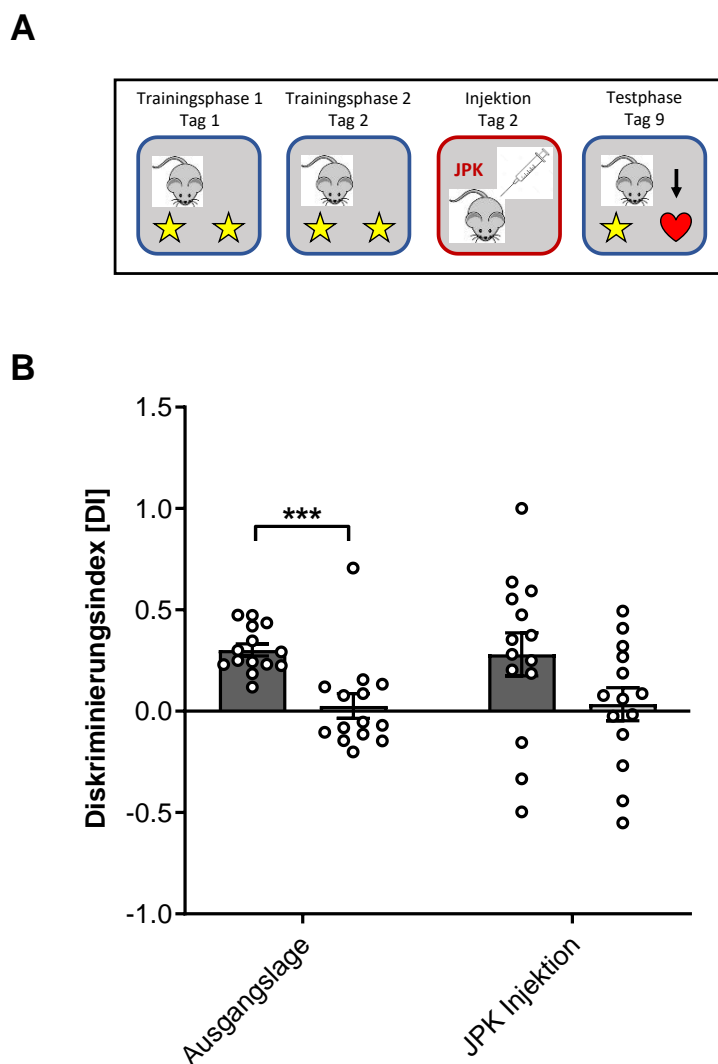 A
Trainingsphase 1
Tag 1
Trainingsphase 2
Tag 2
Injektion
Tag 2
Testphase
Tag 9
JPK
B
Diskriminierungsindex [DI]
1.5
1.0
0.5
0.0
-0.5
-1.0
***
Ausgangslage
JPK Injektion